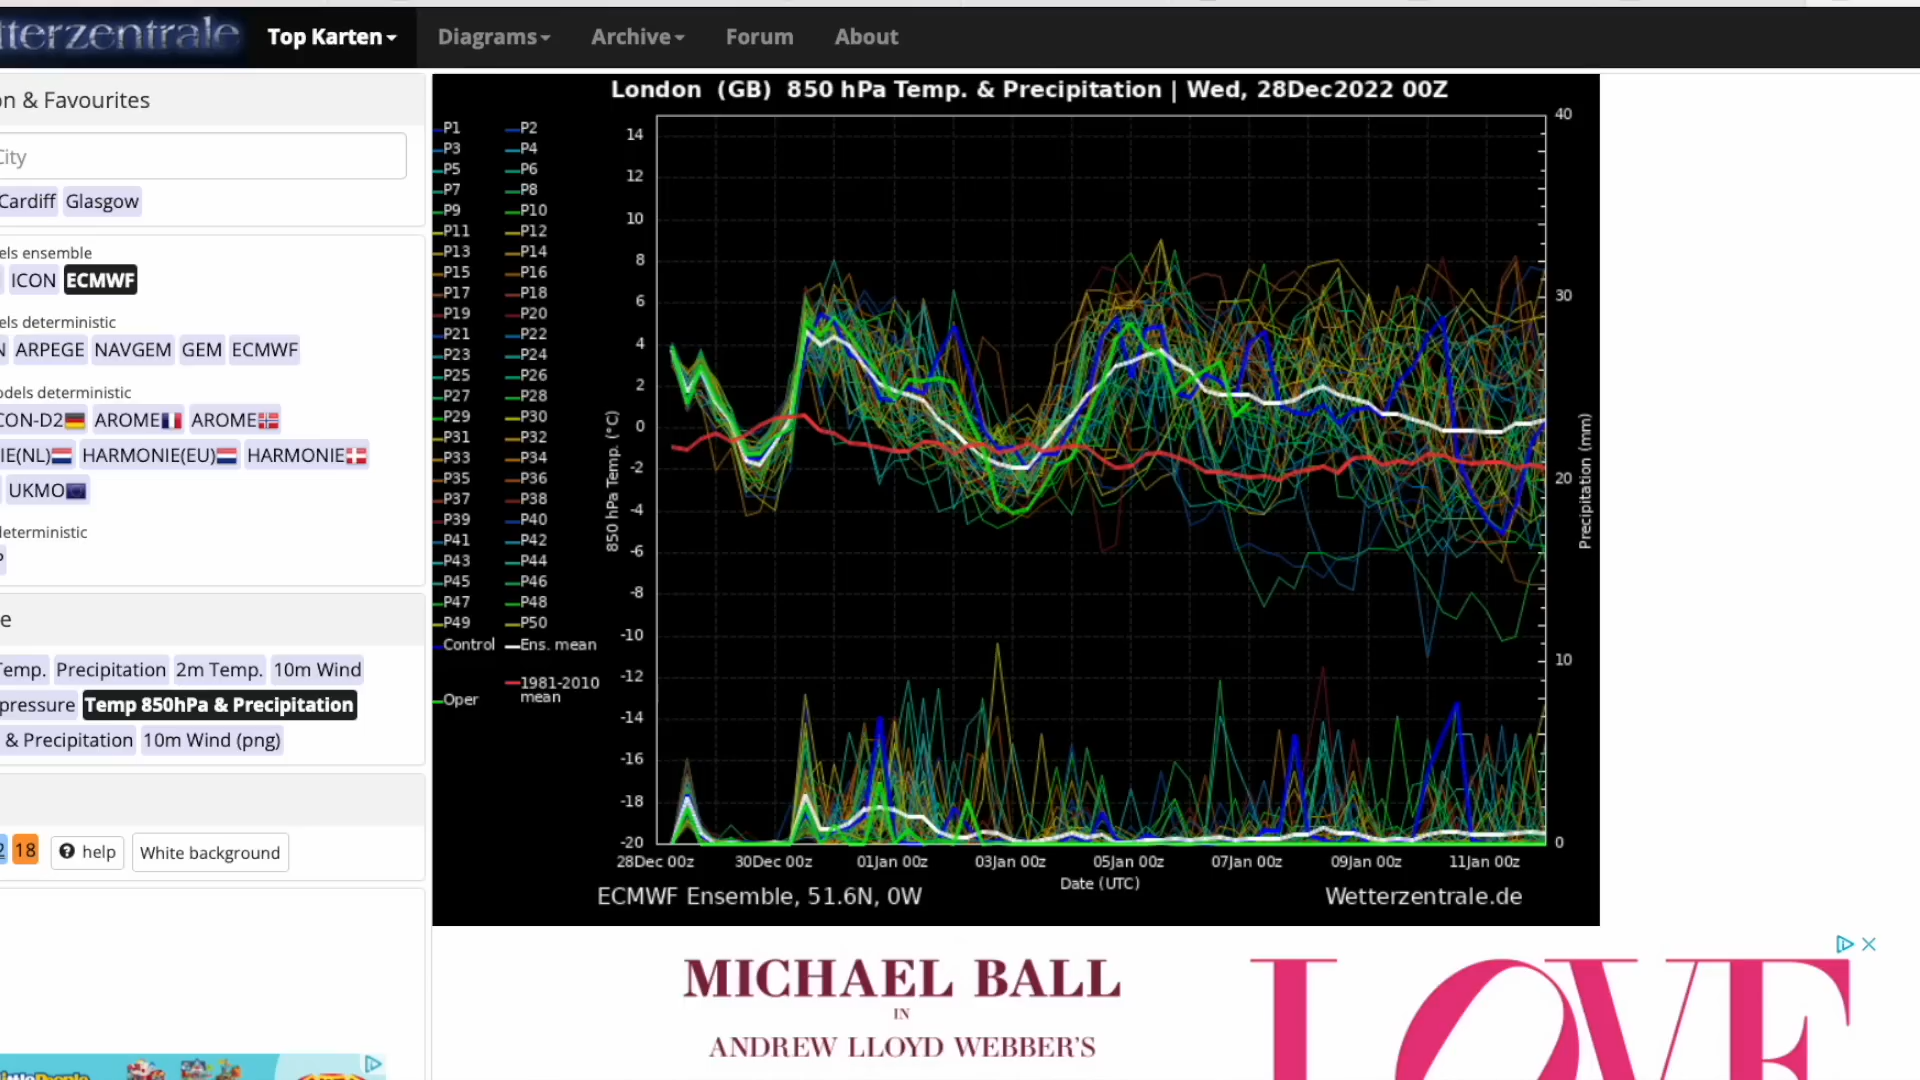 tterzentrale Top Karten Diagrams Archive Forum About
on & Favourites
City
Cardiff Glasgow
els ensemble
ICON ECMWF
els deterministic
N ARPEGE NAVGEM GEM ECMWF
odels deterministic
CON-D2 AROME AROME
IE(NL) HARMONIE(EU) HARMONIE
UKMO
deterministic
P
e
Temp. Precipitation 2m Temp. 10m Wind
pressure Temp 850hPa & Precipitation
& Precipitation 10m Wind (png)
2 18 help White background
London (GB) 850 hPa Temp. & Precipitation | Wed, 28Dec2022 00Z
P1 P2
P3 P4
P5 P6
P7 P8
P9 P10
P11 P12
P13 P14
P15 P16
P17 P18
P19 P20
P21 P22
P23 P24
P25 P26
P27 P28
P29 P30
P31 P32
P33 P34
P35 P36
P37 P38
P39 P40
P41 P42
P43 P44
P45 P46
P47 P48
P49 P50
Control Ens. mean
Oper 1981-2010
mean
850 hPa Temp. (°C)
14
12
10
8
6
4
2
0
-2
-4
-6
-8
-10
-12
-14
-16
-18
-20
40
30
20
10
0
Precipitation (mm)
28Dec 00z 30Dec 00z 01Jan 00z 03Jan 00z 05Jan 00z 07Jan 00z 09Jan 00z 11Jan 00z
Date (UTC)
ECMWF Ensemble, 51.6N, 0W Wetterzentrale.de
MICHAEL BALL
IN
ANDREW LLOYD WEBBER'S
LOVE